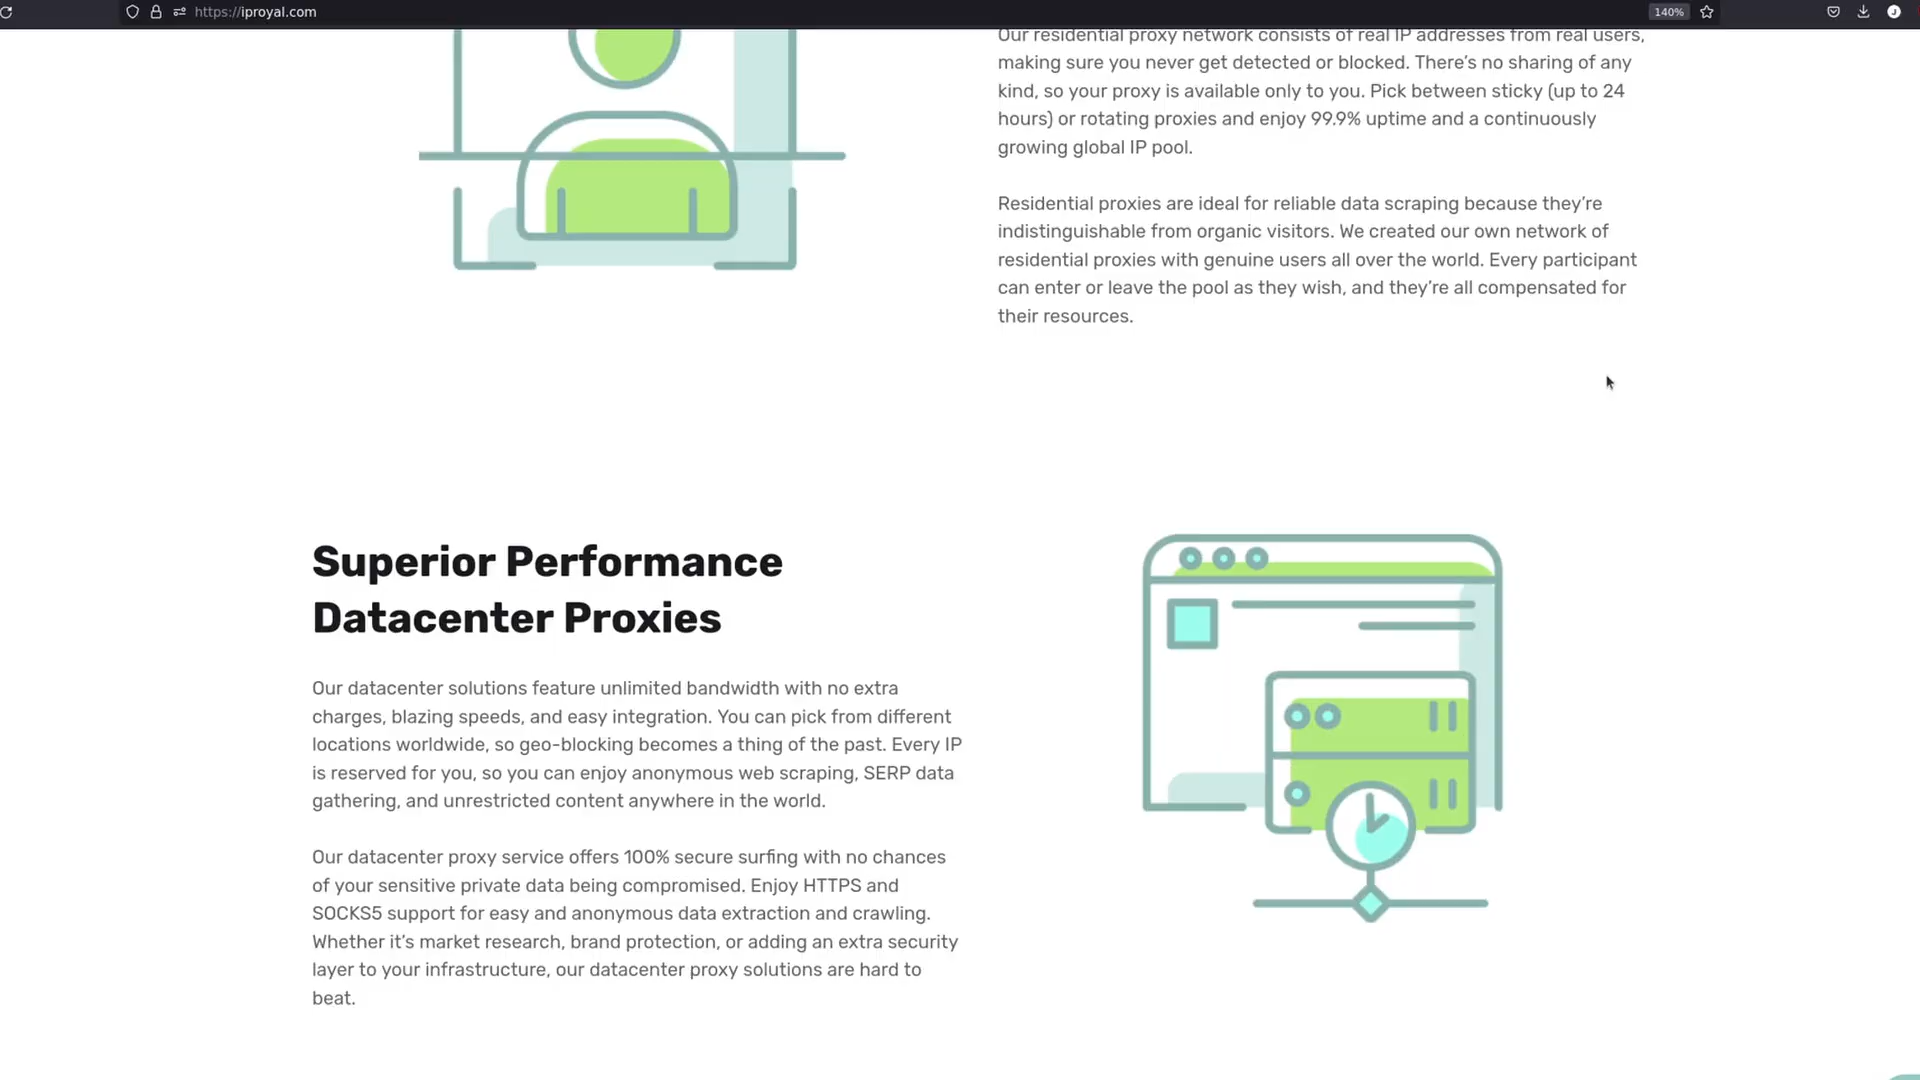 https://iproyal.com
140%
J
Our residential proxy network consists of real IP addresses from real users,
making sure you never get detected or blocked. There’s no sharing of any
kind, so your proxy is available only to you. Pick between sticky (up to 24
hours) or rotating proxies and enjoy 99.9% uptime and a continuously
growing global IP pool.
Residential proxies are ideal for reliable data scraping because they’re
indistinguishable from organic visitors. We created our own network of
residential proxies with genuine users all over the world. Every participant
can enter or leave the pool as they wish, and they’re all compensated for
their resources.
Superior Performance
Datacenter Proxies
Our datacenter solutions feature unlimited bandwidth with no extra
charges, blazing speeds, and easy integration. You can pick from different
locations worldwide, so geo-blocking becomes a thing of the past. Every IP
is reserved for you, so you can enjoy anonymous web scraping, SERP data
gathering, and unrestricted content anywhere in the world.
Our datacenter proxy service offers 100% secure surfing with no chances
of your sensitive private data being compromised. Enjoy HTTPS and
SOCKS5 support for easy and anonymous data extraction and crawling.
Whether it’s market research, brand protection, or adding an extra security
layer to your infrastructure, our datacenter proxy solutions are hard to
beat.